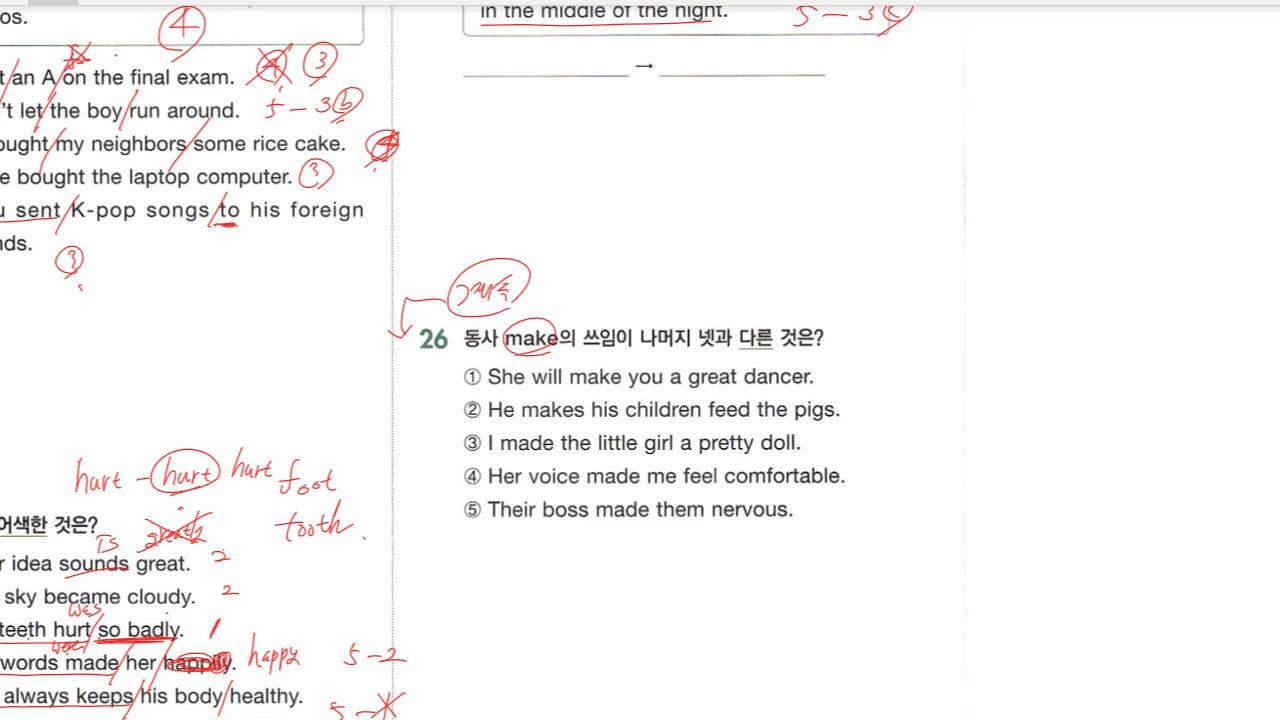 os. ④
t an A on the final exam. ④ ③
't let the boy run around. 5 - 3 ⓑ
ought my neighbors some rice cake. ④
e bought the laptop computer. ③
u sent K-pop songs to his foreign
nds.
③
hurt - hurt hurt foot
tooth
어색한 것은?
is
r idea sounds great. 2
sky became cloudy. 2
was
teeth hurt so badly. 1
were
words made her happily. happy 5-2
always keeps his body healthy.
5 -
in the middle of the night. 5 - 3 ⓒ
→
26 동사 make의 쓰임이 나머지 넷과 다른 것은?
① She will make you a great dancer.
② He makes his children feed the pigs.
③ I made the little girl a pretty doll.
④ Her voice made me feel comfortable.
⑤ Their boss made them nervous.